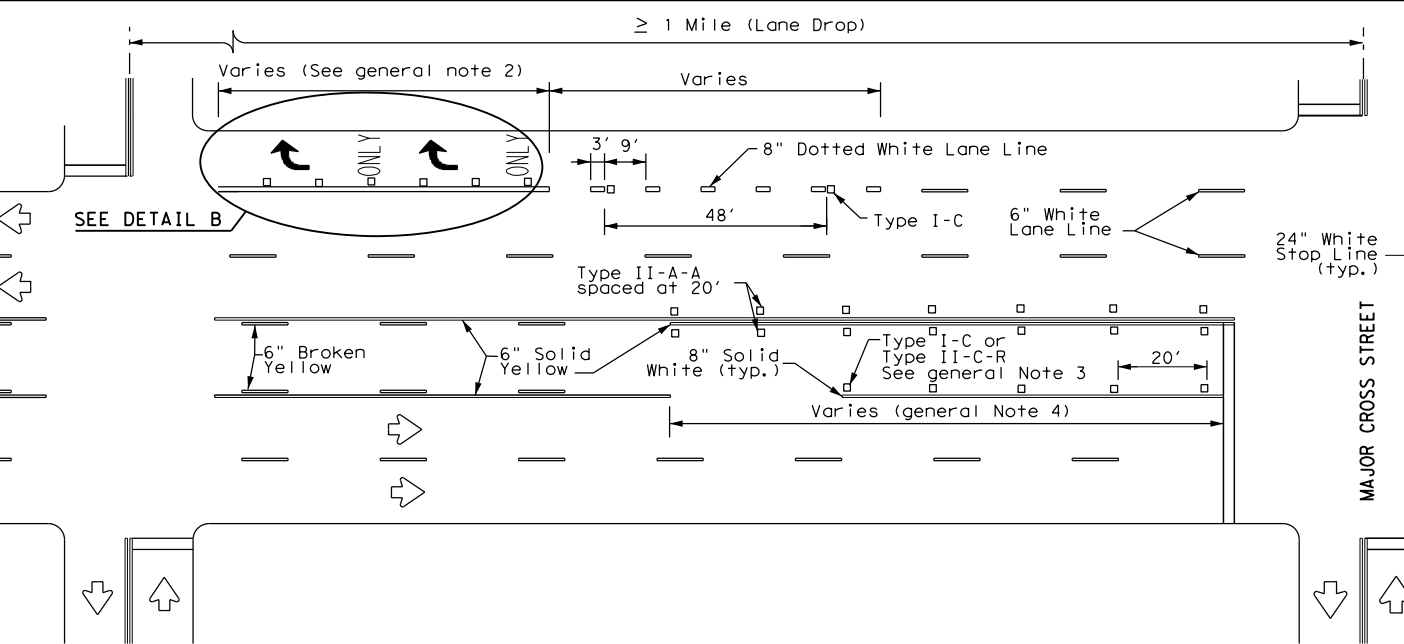 ≥ 1 Mile (Lane Drop)
Varies (See general note 2)
Varies
ONLY
ONLY
3' 9'
8" Dotted White Lane Line
SEE DETAIL B
48'
Type I-C
6" White
Lane Line
24" White
Stop Line
(typ.)
Type II-A-A
spaced at 20'
6" Broken
Yellow
6" Solid
Yellow
8" Solid
White (typ.)
Type I-C or
Type II-C-R
See general Note 3
20'
Varies (general Note 4)
MAJOR CROSS STREET